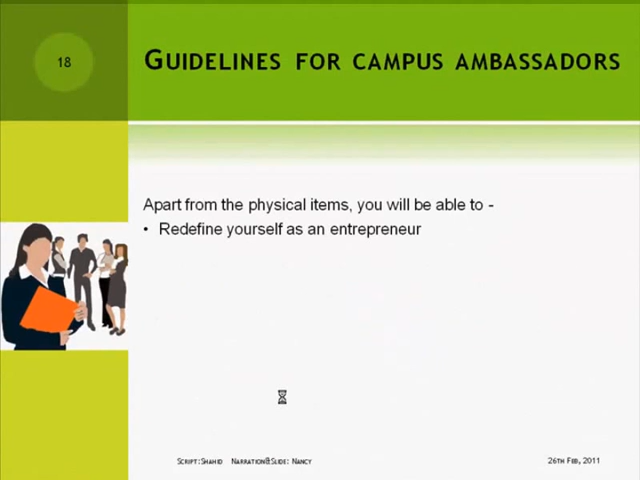 18
GUIDELINES FOR CAMPUS AMBASSADORS
Apart from the physical items, you will be able to -
• Redefine yourself as an entrepreneur
SCRIPT:SHAHID NARRATION&SLIDE: NANCY
26TH FEB, 2011